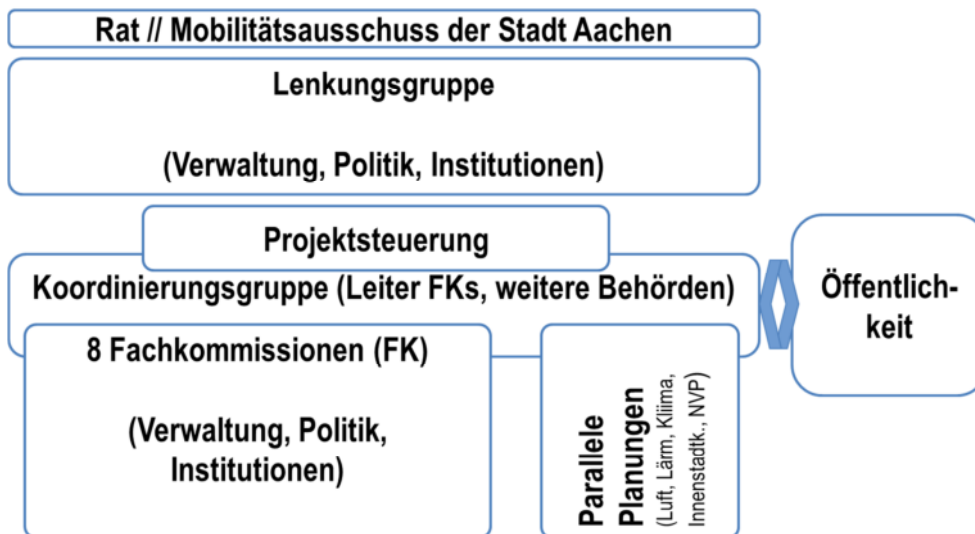 Rat // Mobilitätsausschuss der Stadt Aachen
Lenkungsgruppe
(Verwaltung, Politik, Institutionen)
Projektsteuerung
Koordinierungsgruppe (Leiter FKs, weitere Behörden)
8 Fachkommissionen (FK)
(Verwaltung, Politik,
Institutionen)
Parallele
Planungen
(Luft, Lärm, Kliima,
Innenstadtk., NVP)
Öffentlich-
keit